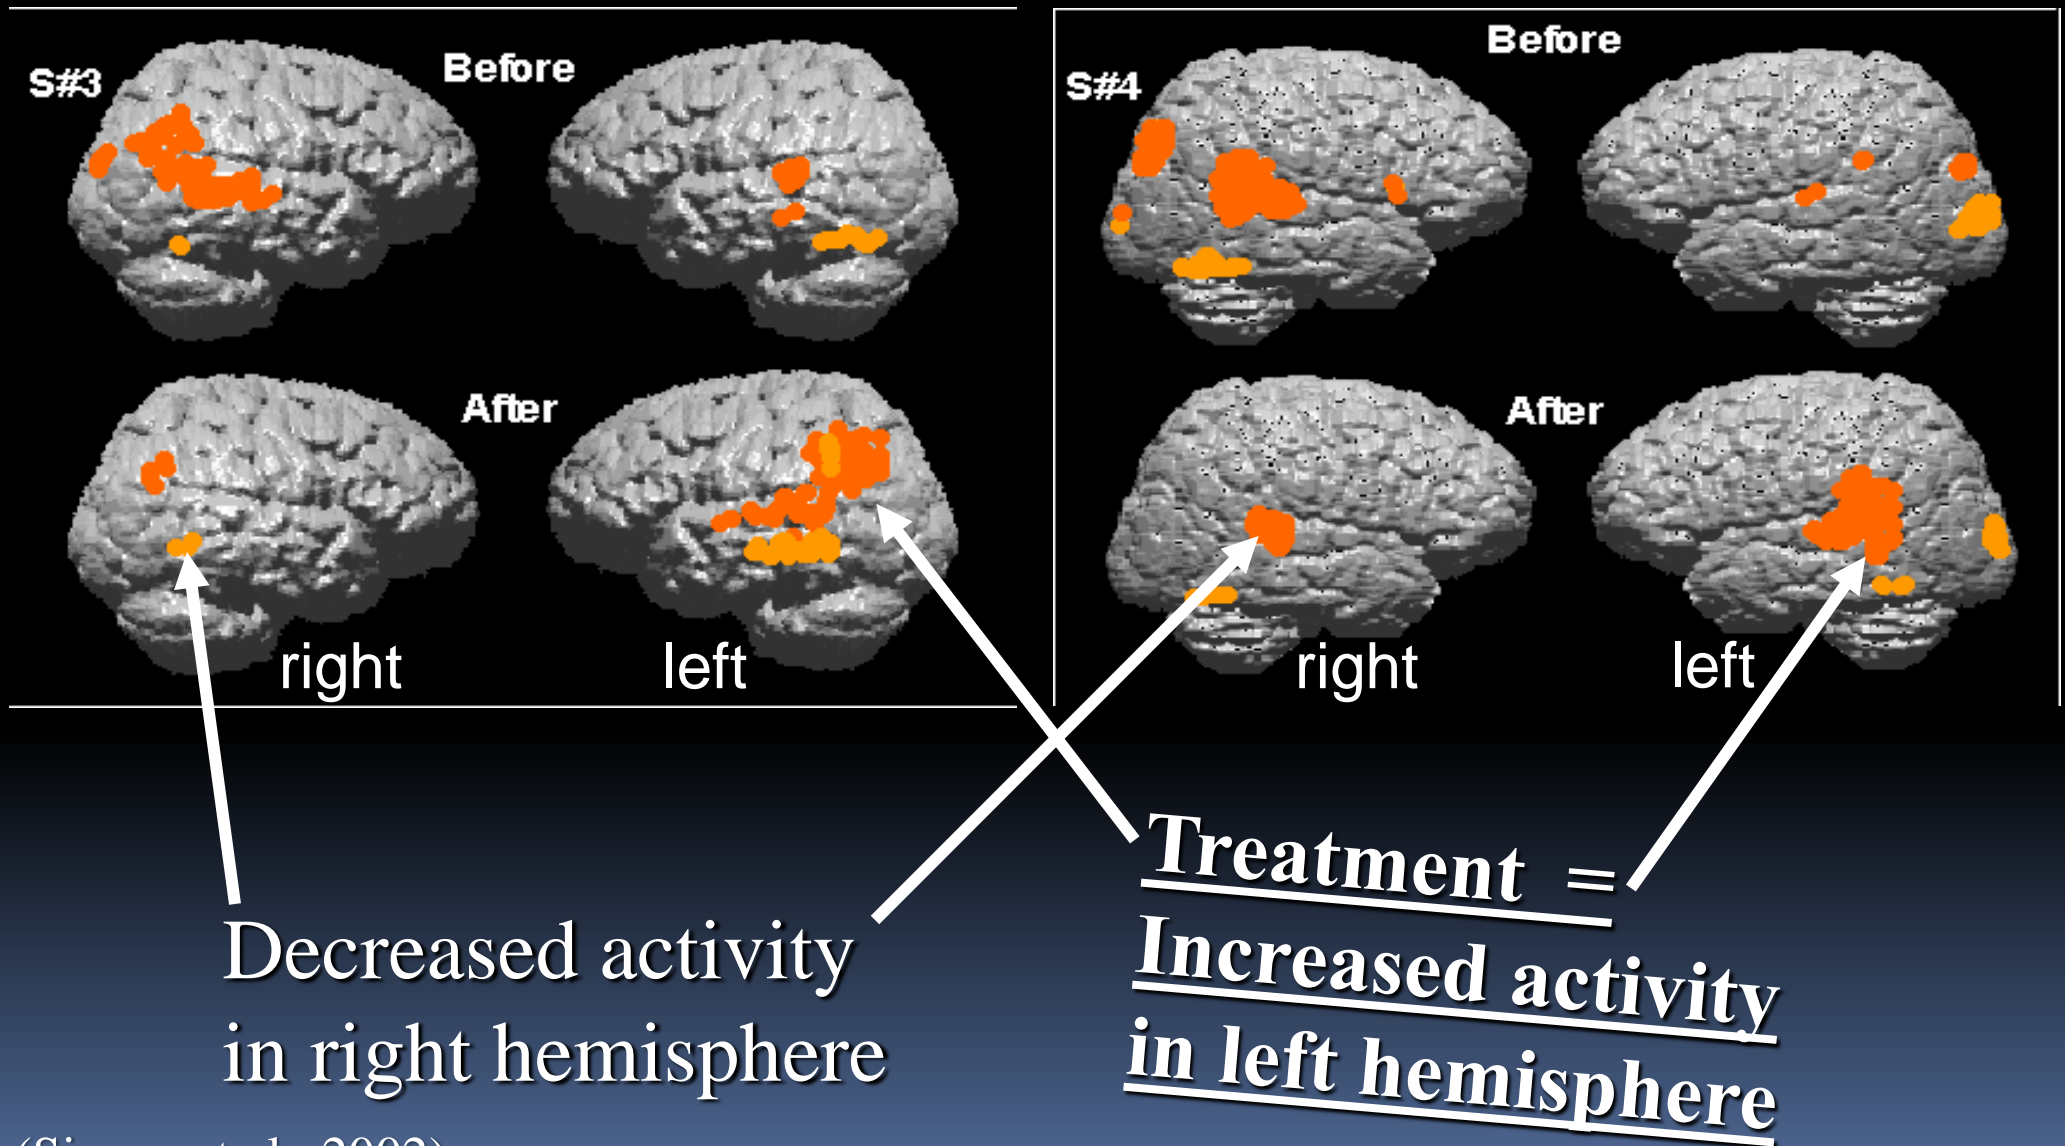 S#3
Before
After
right
left
S#4
Before
After
right
left
Decreased activity
in right hemisphere
Treatment =
Increased activity
in left hemisphere
2002)